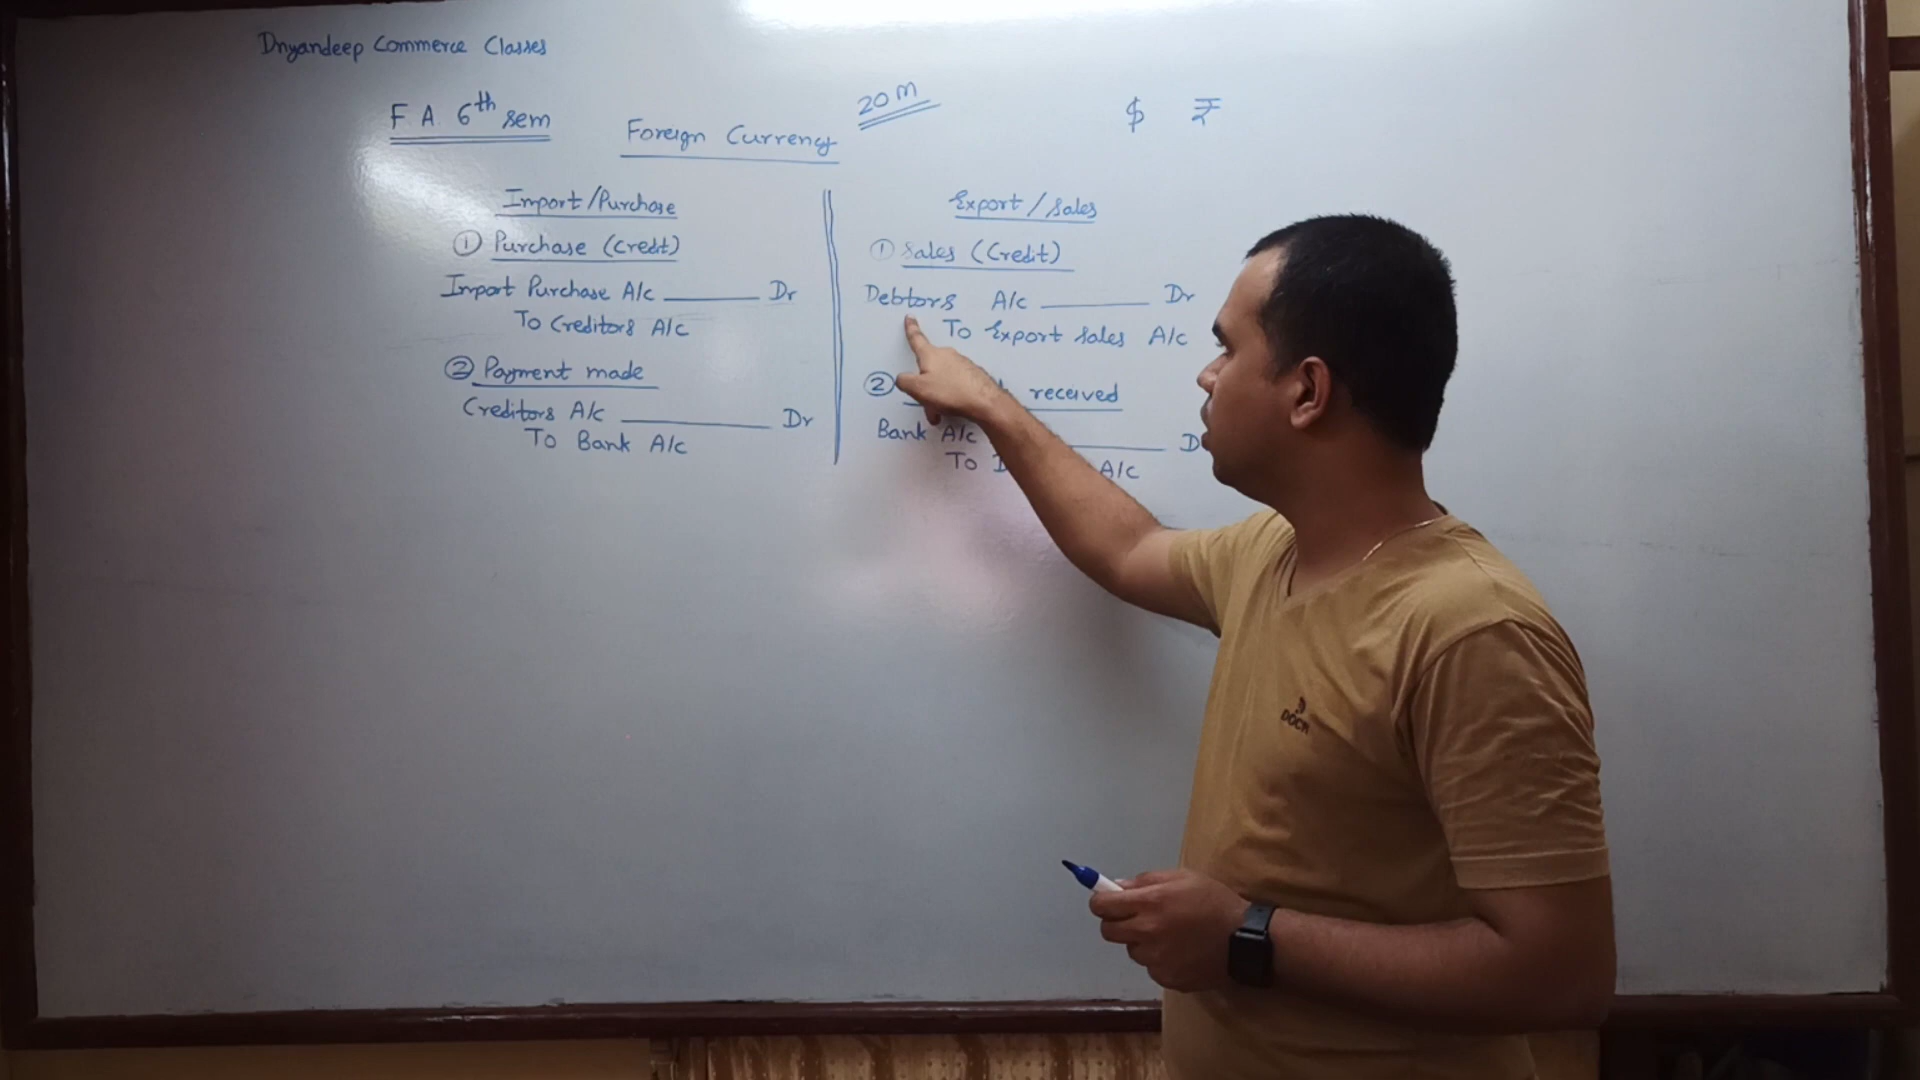 Dnyandeep Commerce Classes
F A 6th sem
Foreign Currency
20 M
$ ₹
Import/Purchase
① Purchase (Credit)
Import Purchase A/c ______ Dr
To Creditors A/c
② Payment made
Creditors A/c ______ Dr
To Bank A/c
Export / Sales
① Sales (Credit)
Debtors A/c ______ Dr
To Export Sales A/c
② received
Bank A/c ______ D
To A/c